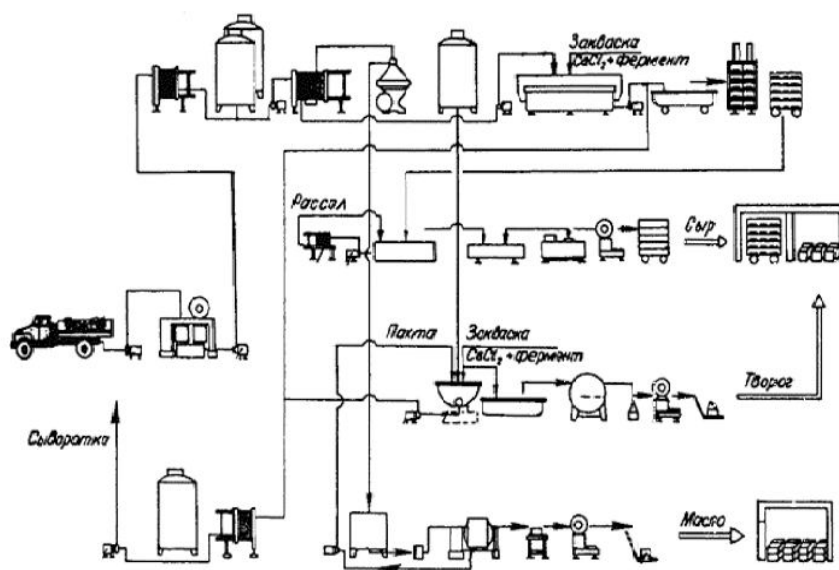 Закваска
CaCl₂ + фермент
Рассол
Сыр
Пахта
Закваска
CaCl₂ + фермент
Творог
Сыворотка
Масло